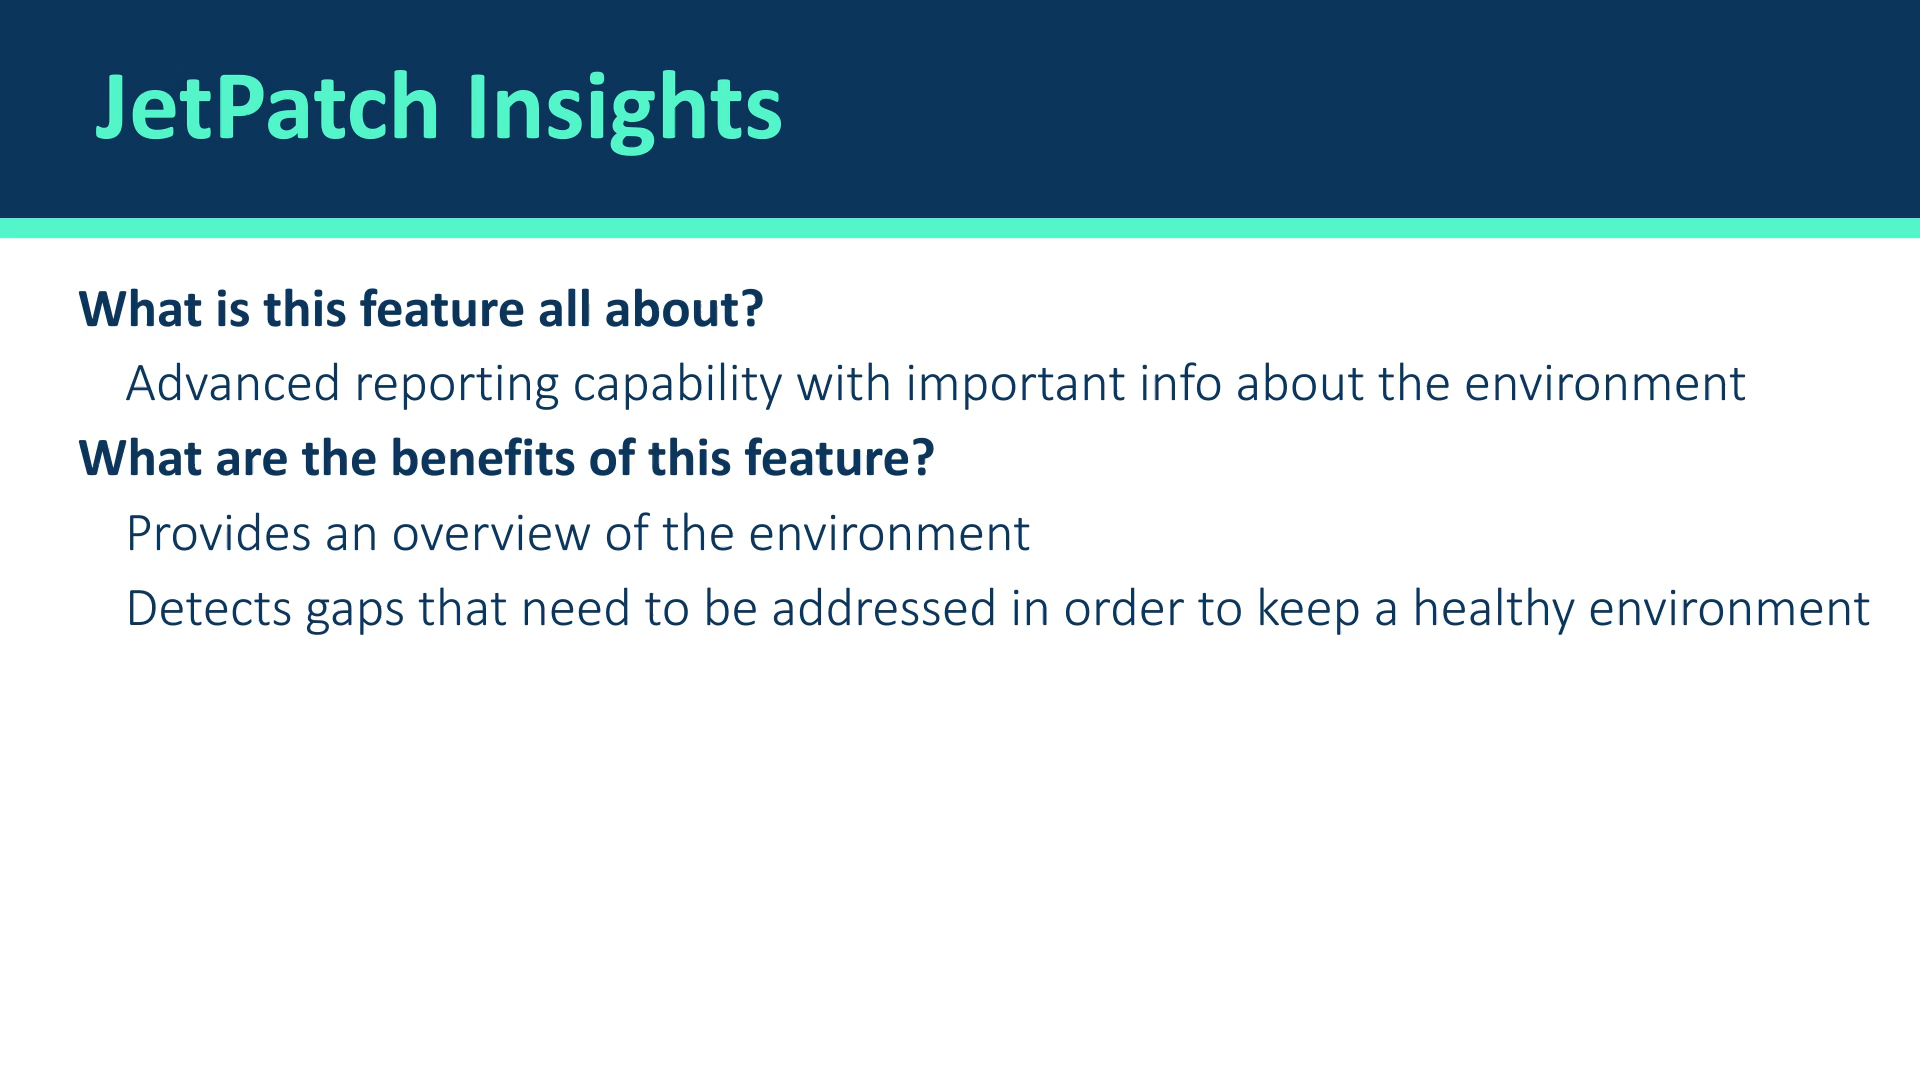 JetPatch Insights
What is this feature all about?
Advanced reporting capability with important info about the environment
What are the benefits of this feature?
Provides an overview of the environment
Detects gaps that need to be addressed in order to keep a healthy environment